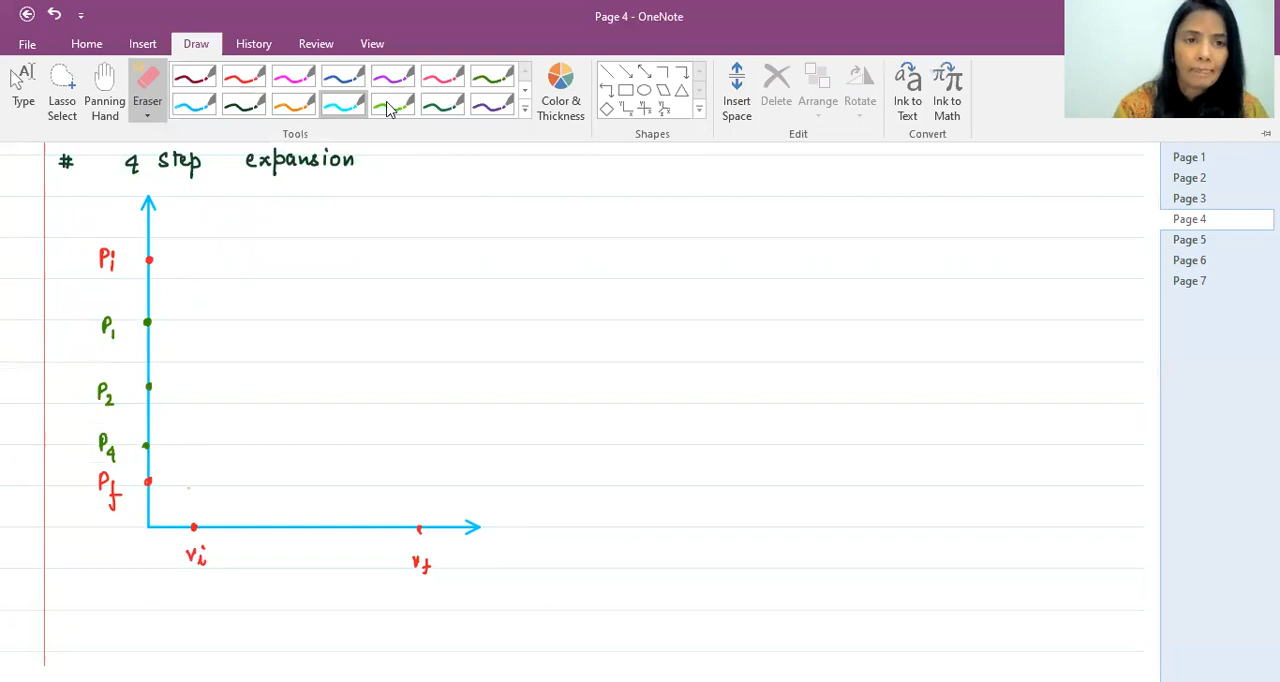 Page 4 - OneNote
File Home Insert Draw History Review View
Type
Lasso Select
Panning Hand
Eraser
Color & Thickness
Insert Space
Delete
Arrange
Rotate
Ink to Text
Ink to Math
Tools
Shapes
Edit
Convert
# 4 step expansion
Pi
P1
P2
P4
Pf
Vi
Vf
Page 1
Page 2
Page 3
Page 4
Page 5
Page 6
Page 7